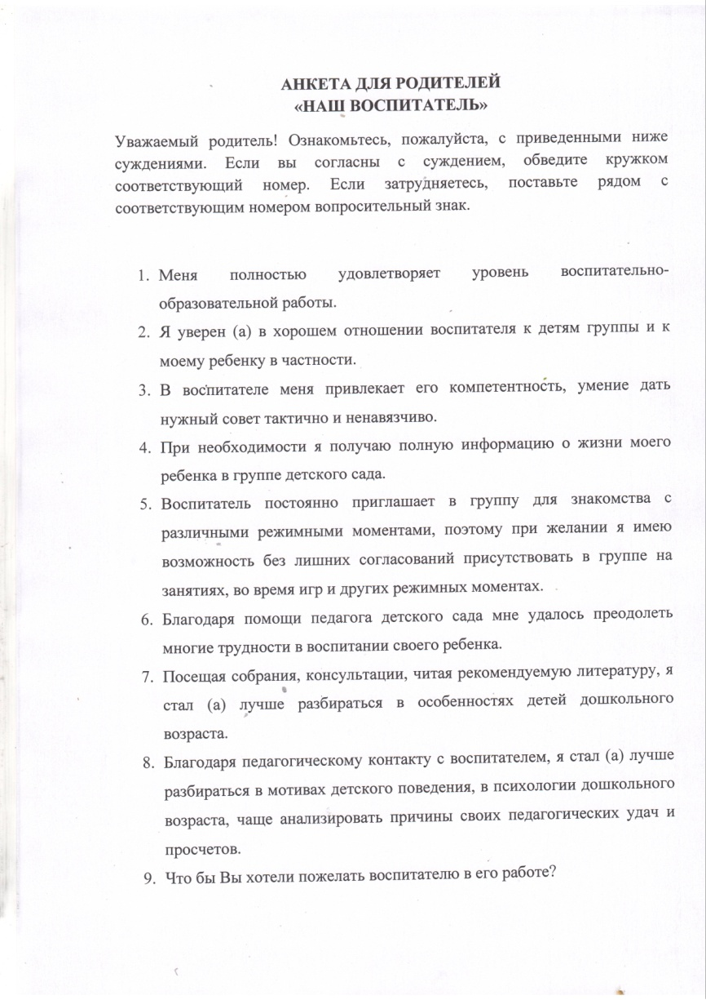 АНКЕТА ДЛЯ РОДИТЕЛЕЙ
«НАШ ВОСПИТАТЕЛЬ»
Уважаемый родитель! Ознакомьтесь, пожалуйста, с приведенными ниже
суждениями. Если вы согласны с суждением, обведите кружком
соответствующий номер. Если затрудняетесь, поставьте рядом с
соответствующим номером вопросительный знак.
1. Меня полностью удовлетворяет уровень воспитательно-
образовательной работы.
2. Я уверен (а) в хорошем отношении воспитателя к детям группы и к
моему ребенку в частности.
3. В воспитателе меня привлекает его компетентность, умение дать
нужный совет тактично и ненавязчиво.
4. При необходимости я получаю полную информацию о жизни моего
ребенка в группе детского сада.
5. Воспитатель постоянно приглашает в группу для знакомства с
различными режимными моментами, поэтому при желании я имею
возможность без лишних согласований присутствовать в группе на
занятиях, во время игр и других режимных моментах.
6. Благодаря помощи педагога детского сада мне удалось преодолеть
многие трудности в воспитании своего ребенка.
7. Посещая собрания, консультации, читая рекомендуемую литературу, я
стал (а) лучше разбираться в особенностях детей дошкольного
возраста.
8. Благодаря педагогическому контакту с воспитателем, я стал (а) лучше
разбираться в мотивах детского поведения, в психологии дошкольного
возраста, чаще анализировать причины своих педагогических удач и
просчетов.
9. Что бы Вы хотели пожелать воспитателю в его работе?